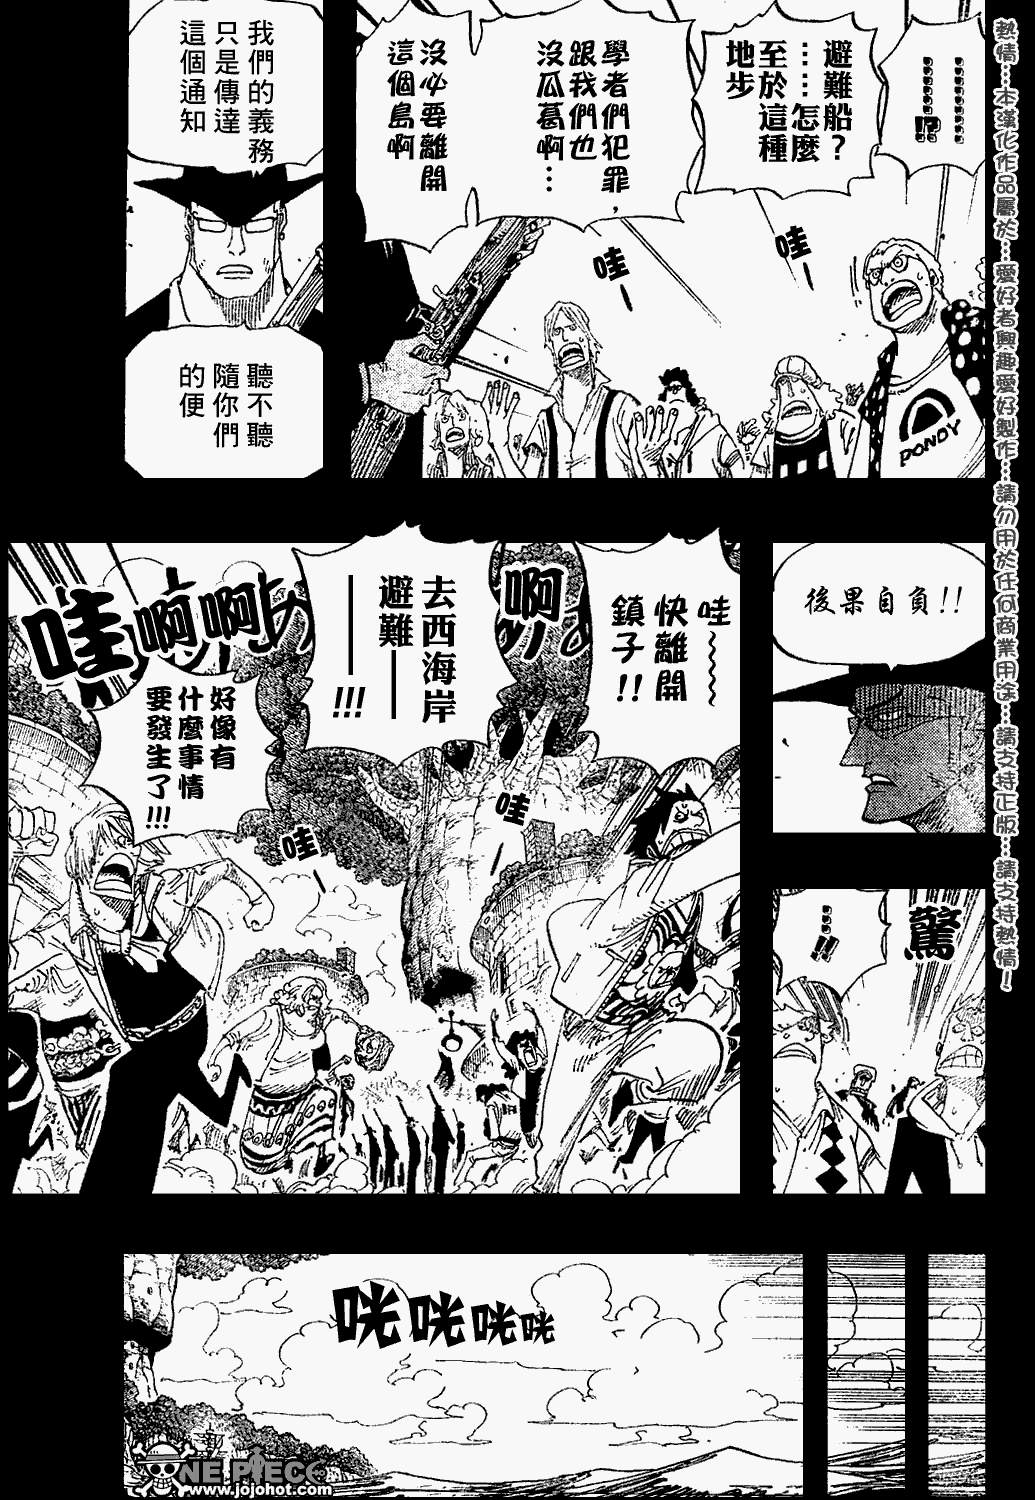 ……………!?
避難船？
……怎麼
至於這種
地步
學者們犯罪，
跟我們也
沒瓜葛啊…
沒必要離開
這個島啊
我們的義務
只是傳達
這個通知
哇—
哇—
PONDY
聽不聽
隨你們
的便
後果自負!!
……!!
驚
哇～～～
快離開
鎮子!!
啊
去西海岸
避難——
——!!!
啊
啊
哇
好像有
什麼事情
要發生了!!!
哇—
哇—
咣咣咣咣
ONE PIECE
www.jojohot.com
熱情…本漢化作品屬於…愛好者興趣愛好製作…請勿用於任何商業用途…請支持正版…請支持熱情！